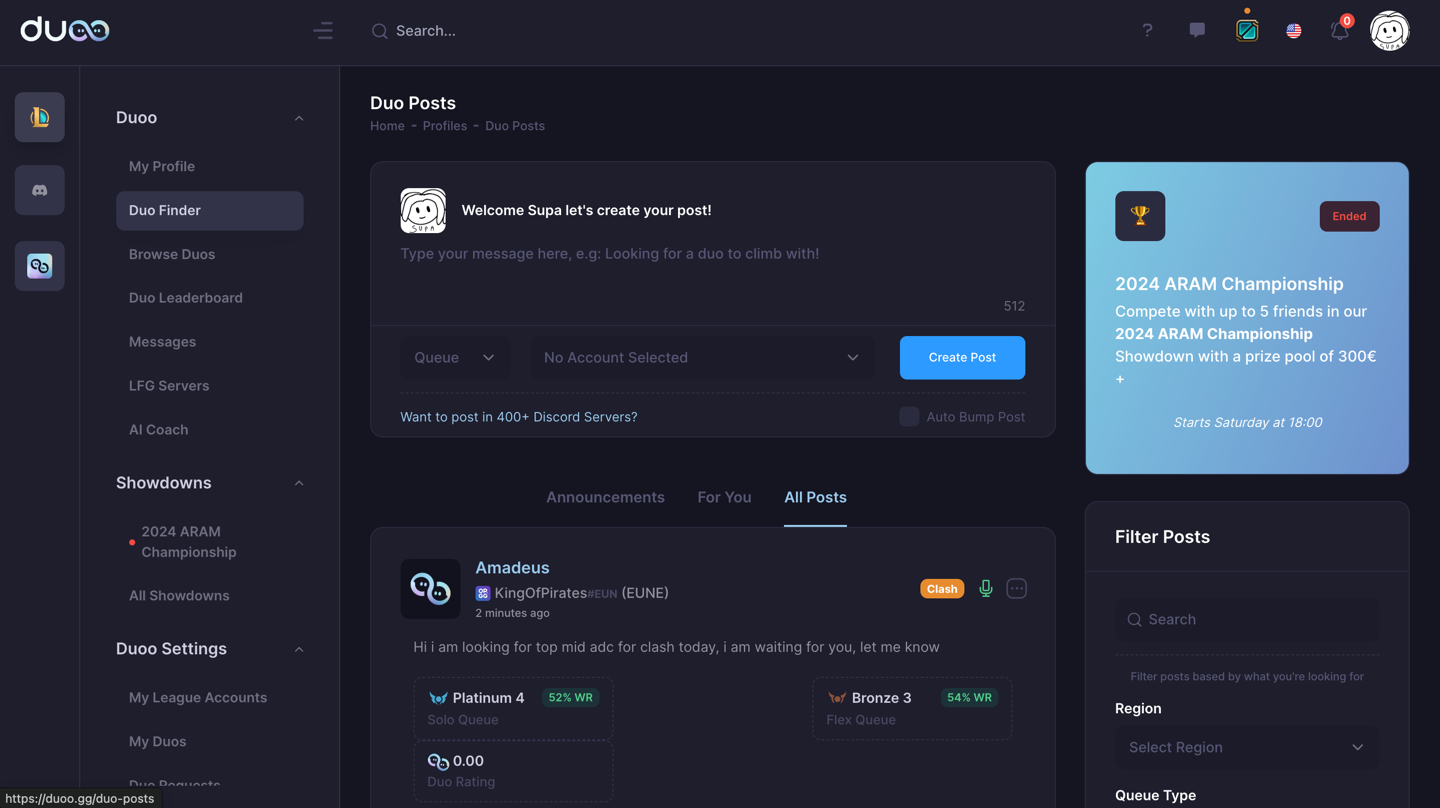 duoo
Search...
?
0
Duoo
My Profile
Duo Finder
Browse Duos
Duo Leaderboard
Messages
LFG Servers
AI Coach
Showdowns
2024 ARAM
Championship
All Showdowns
Duoo Settings
My League Accounts
My Duos
Duo Requests
https://duoo.gg/duo-posts
Duo Posts
Home - Profiles - Duo Posts
SUPA
Welcome Supa let's create your post!
Type your message here, e.g: Looking for a duo to climb with!
512
Queue
No Account Selected
Create Post
Want to post in 400+ Discord Servers?
Auto Bump Post
Announcements
For You
All Posts
Amadeus
KingOfPirates#EUN (EUNE)
2 minutes ago
Clash
Hi i am looking for top mid adc for clash today, i am waiting for you, let me know
Platinum 4
52% WR
Solo Queue
Bronze 3
54% WR
Flex Queue
0.00
Duo Rating
Ended
2024 ARAM Championship
Compete with up to 5 friends in our
2024 ARAM Championship
Showdown with a prize pool of 300€
+
Starts Saturday at 18:00
Filter Posts
Search
Filter posts based by what you're looking for
Region
Select Region
Queue Type